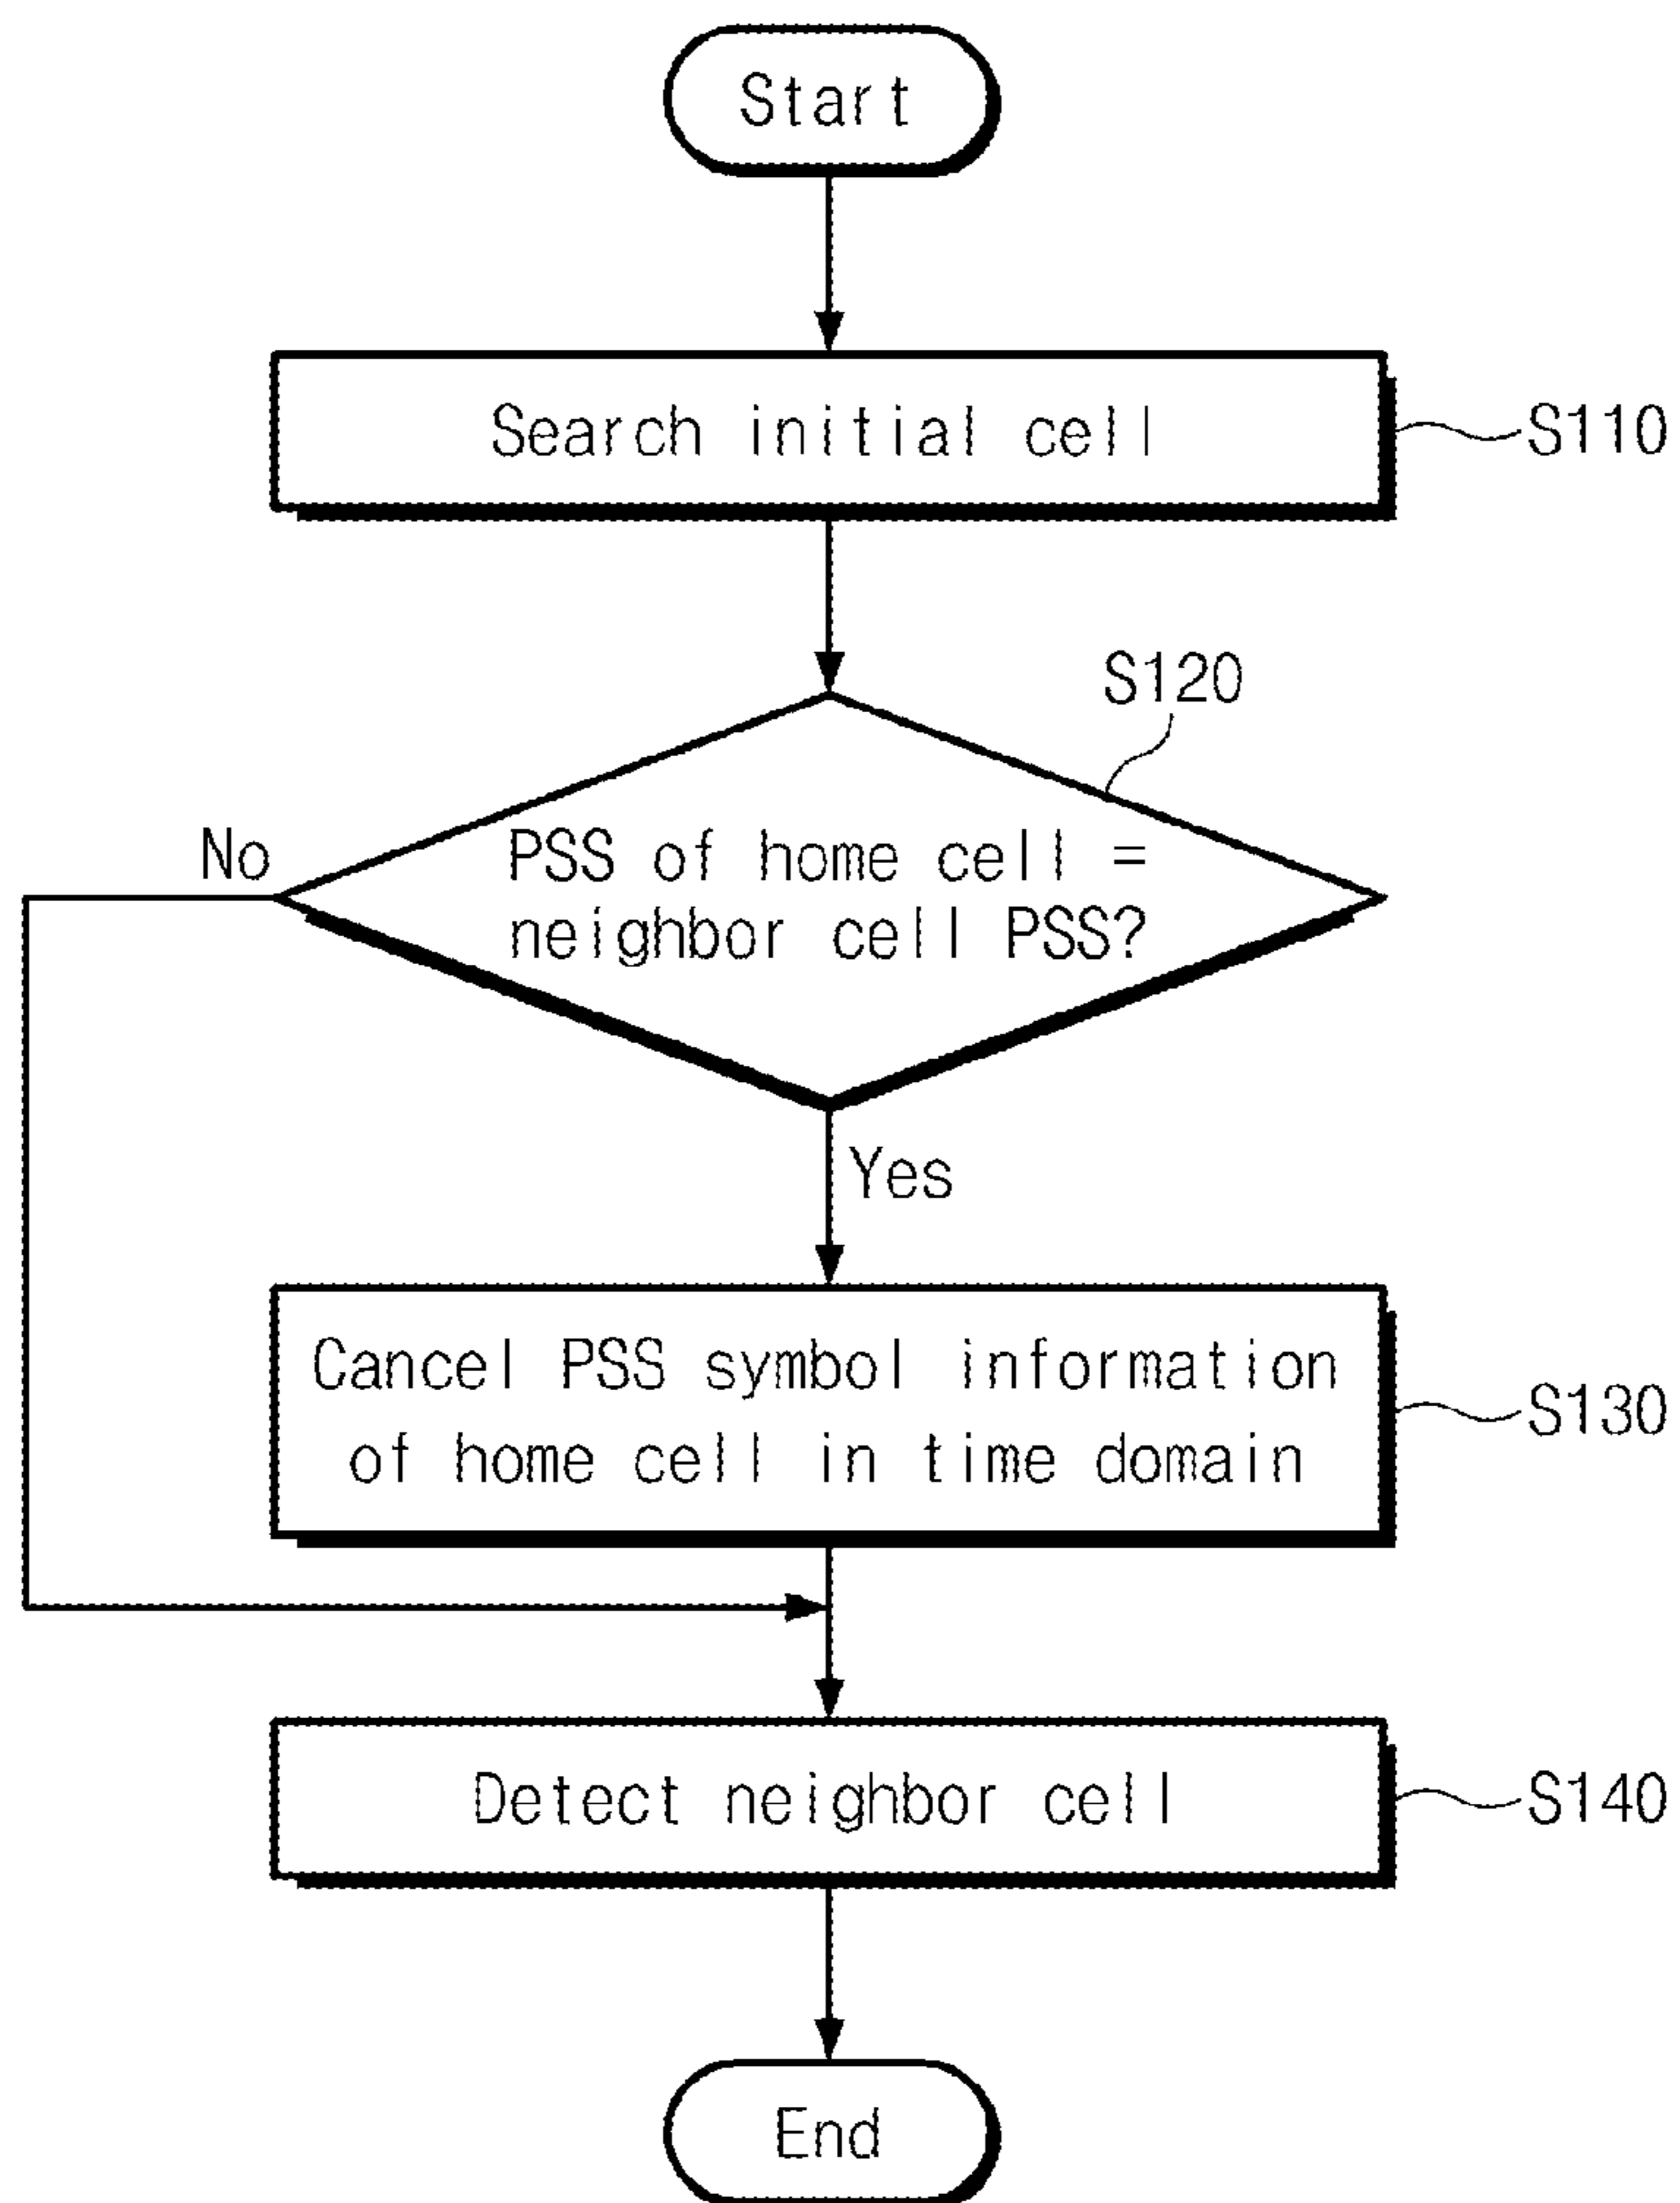 Start
Search initial cell
S110
S120
No
PSS of home cell =
neighbor cell PSS?
Yes
Cancel PSS symbol information
of home cell in time domain
S130
Detect neighbor cell
S140
End